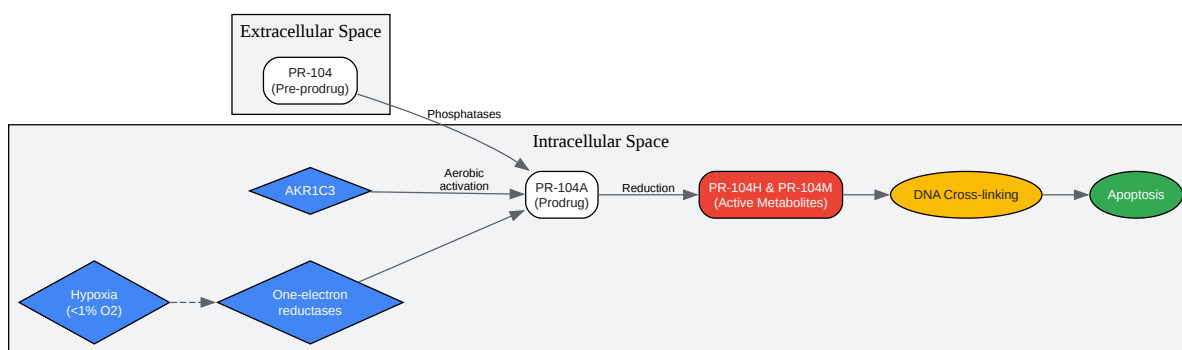 Extracellular Space
PR-104
(Pre-prodrug)
Phosphatases
Intracellular Space
AKR1C3
Aerobic
activation
PR-104A
(Prodrug)
Reduction
PR-104H & PR-104M
(Active Metabolites)
DNA Cross-linking
Apoptosis
Hypoxia
(<1% O2)
One-electron
reductases